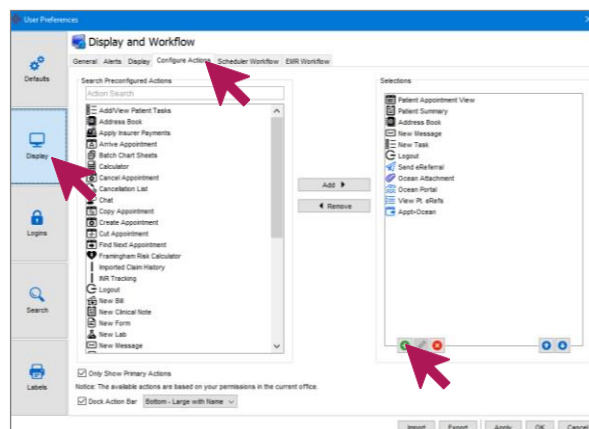 User Preferences
Display and Workflow
General Alerts Display Configure Actions Scheduler Workflow EMR Workflow
Defaults
Display
Logins
Search
Labels
Search Preconfigured Actions
Action Search
Add/View Patient Tasks
Address Book
Apply Insurer Payments
Arrive Appointment
Batch Chart Sheets
Calculator
Cancel Appointment
Cancellation List
Chat
Copy Appointment
Create Appointment
Cut Appointment
Find Next Appointment
Framingham Risk Calculator
Imported Claim History
INR Tracking
Logout
New Bill
New Clinical Note
New Form
New Lab
New Message
Add
Remove
Selections
Patient Appointment View
Patient Summary
Address Book
New Message
New Task
Logout
Send eReferral
Ocean Attachment
Ocean Portal
View Pt. eRefs
Appt-Ocean
Only Show Primary Actions
Notice: The available actions are based on your permissions in the current office.
Dock Action Bar Bottom - Large with Name
Import Export Apply OK Cancel